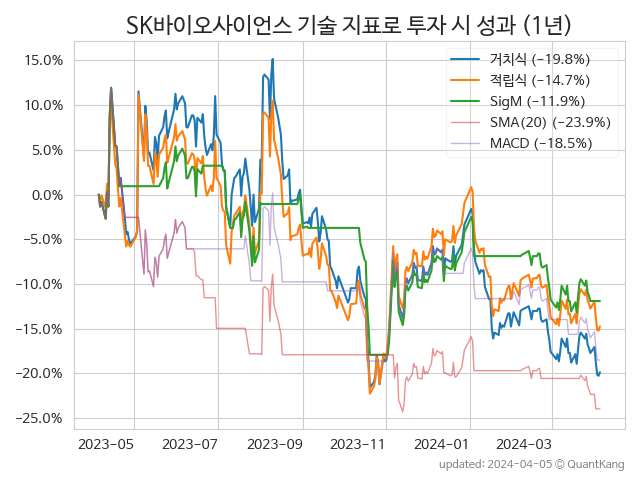 SK바이오사이언스 기술 지표로 투자 시 성과 (1년)
15.0%
10.0%
5.0%
0.0%
−5.0%
−10.0%
−15.0%
−20.0%
−25.0%
거치식 (−19.8%)
적립식 (−14.7%)
SigM (−11.9%)
SMA(20) (−23.9%)
MACD (−18.5%)
2023-05 2023-07 2023-09 2023-11 2024-01 2024-03
updated: 2024-04-05 © QuantKang